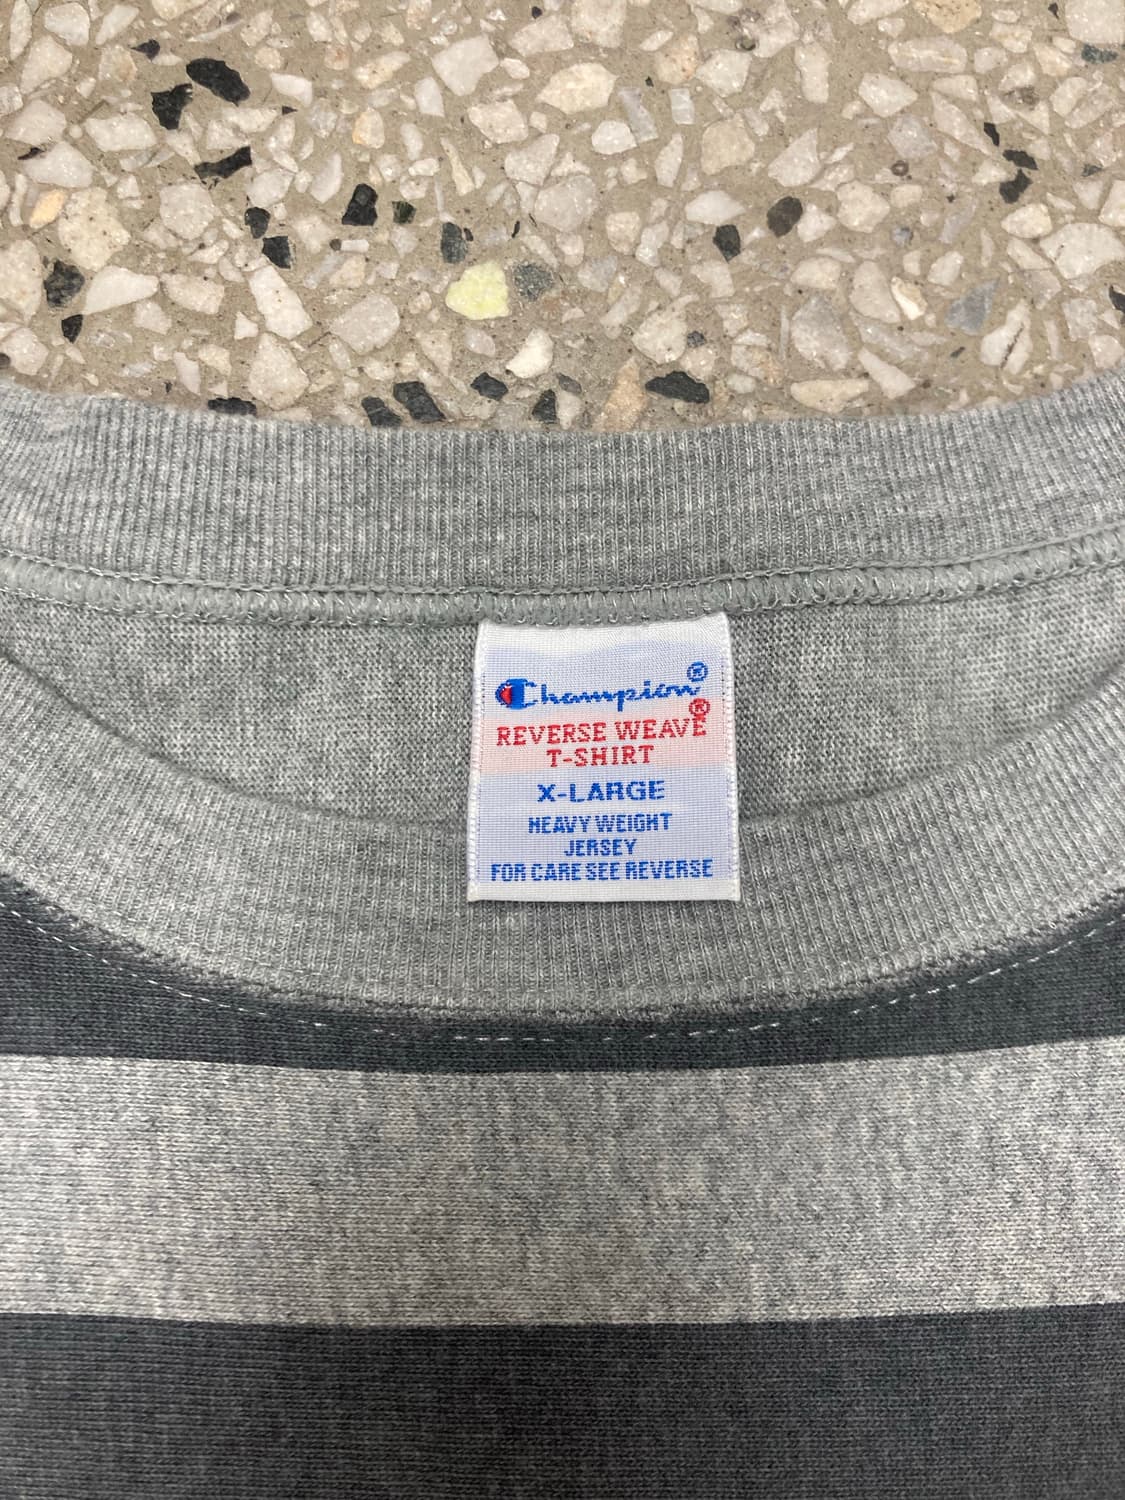 Champion®
REVERSE WEAVE®
T-SHIRT
X-LARGE
HEAVY WEIGHT
JERSEY
FOR CARE SEE REVERSE